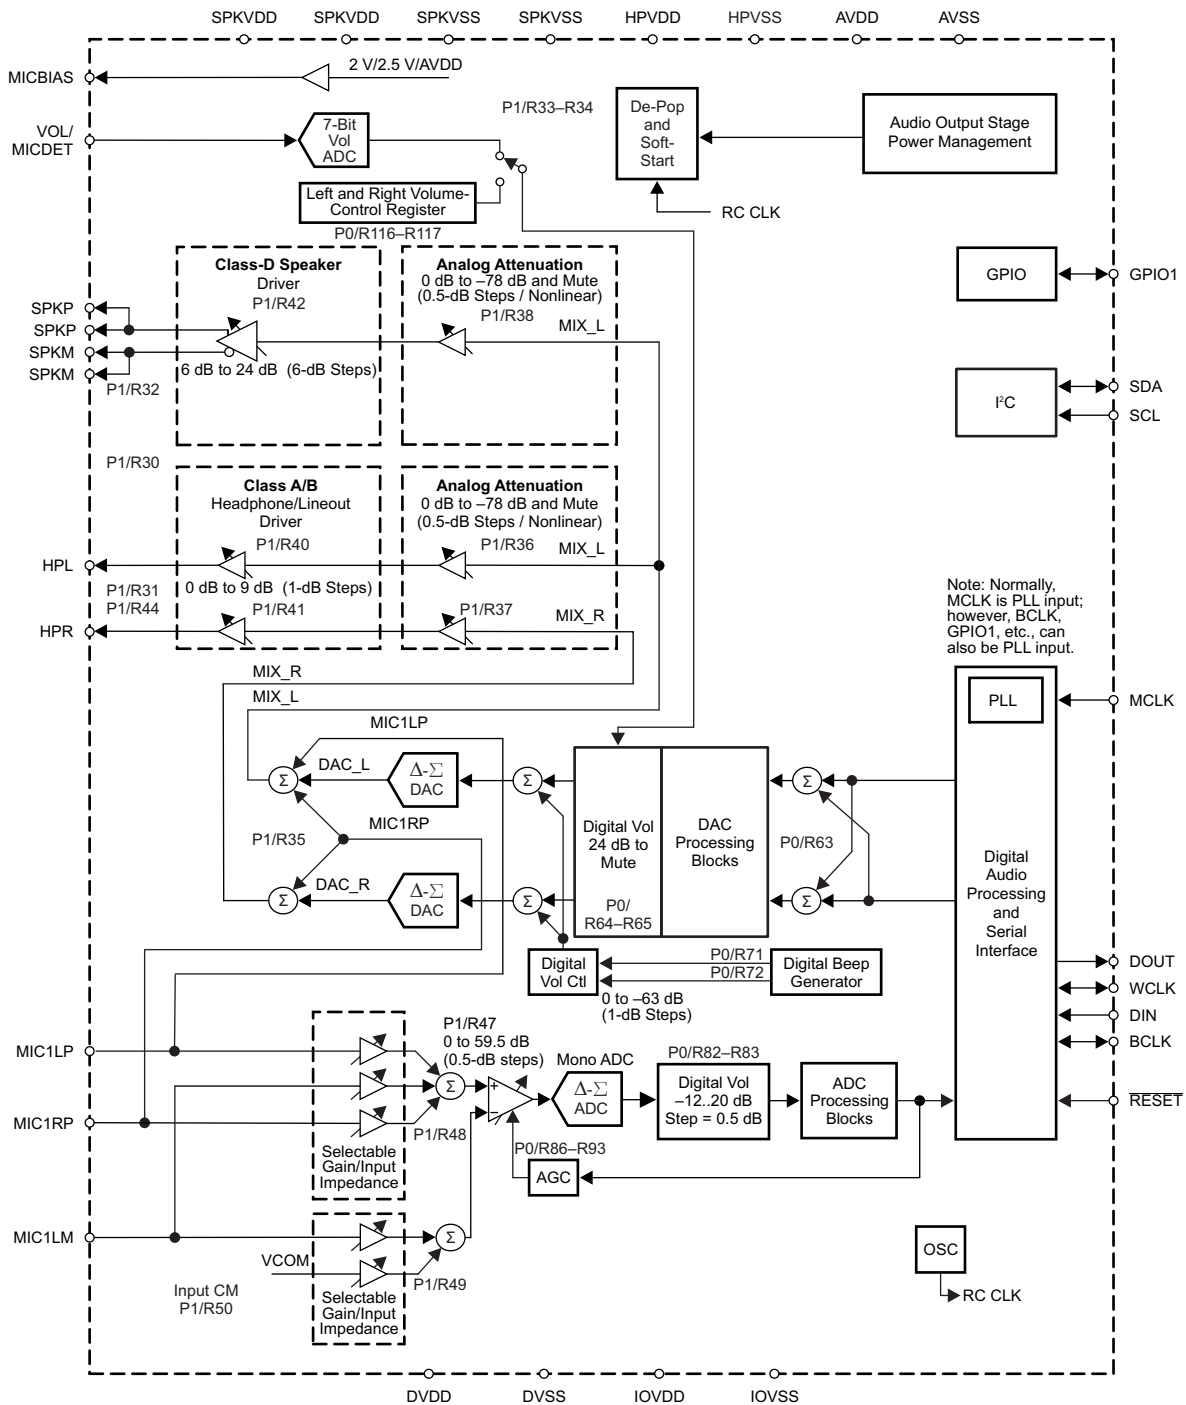 SPKVDD SPKVDD SPKVSS SPKVSS HPVDD HPVSS AVDD AVSS
MICBIAS
2 V/2.5 V/AVDD
VOL/
MICDET
7-Bit
Vol
ADC
P1/R33–R34
De-Pop
and
Soft-
Start
Audio Output Stage
Power Management
RC CLK
Left and Right Volume-
Control Register
P0/R116–R117
Class-D Speaker
Driver
P1/R42
6 dB to 24 dB (6-dB Steps)
Analog Attenuation
0 dB to –78 dB and Mute
(0.5-dB Steps / Nonlinear)
P1/R38
MIX_L
GPIO
GPIO1
SPKP
SPKP
SPKM
SPKM
P1/R32
I²C
SDA
SCL
P1/R30
Class A/B
Headphone/Lineout
Driver
P1/R40
0 dB to 9 dB (1-dB Steps)
P1/R41
Analog Attenuation
0 dB to –78 dB and Mute
(0.5-dB Steps / Nonlinear)
P1/R36
MIX_L
P1/R37
MIX_R
HPL
P1/R31
P1/R44
HPR
Note: Normally,
MCLK is PLL input;
however, BCLK,
GPIO1, etc., can
also be PLL input.
MIX_R
MIX_L
MIC1LP
PLL
MCLK
Σ
DAC_L
Δ-Σ
DAC
Σ
Σ
P1/R35
MIC1RP
Digital Vol
24 dB to
Mute
P0/
R64–R65
DAC
Processing
Blocks
P0/R63
Digital
Audio
Processing
and
Serial
Interface
Σ
DAC_R
Δ-Σ
DAC
Σ
Σ
Digital
Vol Ctl
P0/R71
P0/R72
Digital Beep
Generator
0 to –63 dB
(1-dB Steps)
DOUT
WCLK
DIN
BCLK
RESET
MIC1LP
MIC1RP
P1/R47
0 to 59.5 dB
(0.5-dB steps)
Σ
P1/R48
+
–
Mono ADC
Δ-Σ
ADC
P0/R82–R83
Digital Vol
–12..20 dB
Step = 0.5 dB
ADC
Processing
Blocks
Selectable
Gain/Input
Impedance
P0/R86–R93
AGC
MIC1LM
VCOM
Σ
P1/R49
Input CM
P1/R50
Selectable
Gain/Input
Impedance
OSC
RC CLK
DVDD DVSS IOVDD IOVSS